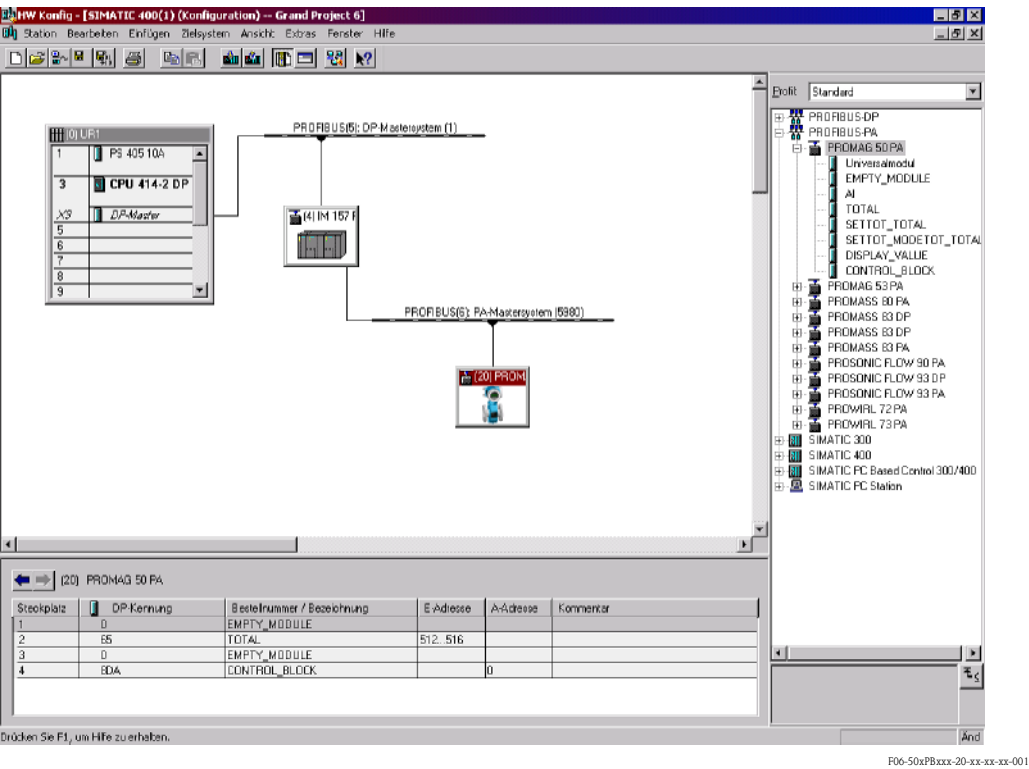 HW Konfig - [SIMATIC 400(1) (Konfiguration) -- Grand Project 6]
Station Bearbeiten Einfügen Zielsystem Ansicht Extras Fenster Hilfe
Profil Standard
PROFIBUS-DP
PROFIBUS-PA
PROMAG 50 PA
Universalmodul
EMPTY_MODULE
AI
TOTAL
SETTOT_TOTAL
SETTOT_MODETOT_TOTAL
DISPLAY_VALUE
CONTROL_BLOCK
PROMAG 53 PA
PROMASS 80 PA
PROMASS 83 DP
PROMASS 83 DP
PROMASS 83 PA
PROSONIC FLOW 90 PA
PROSONIC FLOW 93 DP
PROSONIC FLOW 93 PA
PROWIRL 72 PA
PROWIRL 73 PA
SIMATIC 300
SIMATIC 400
SIMATIC PC Based Control 300/400
SIMATIC PC Station
(0) UR1
1 PS 405 10A
3 CPU 414-2 DP
X3 DP-Master
5
6
7
8
9
PROFIBUS(5): DP-Mastersystem (1)
(4) IM 157 F
PROFIBUS(6): PA-Mastersystem (5980)
(20) PROM
(20) PROMAG 50 PA
Steckplatz DP-Kennung Bestellnummer / Bezeichnung E-Adresse A-Adresse Kommentar
1 0 EMPTY_MODULE
2 65 TOTAL 512...516
3 0 EMPTY_MODULE
4 8DA CONTROL_BLOCK 0
Drücken Sie F1, um Hilfe zu erhalten.
Änd
F06-50xPBxxx-20-xx-xx-xx-001